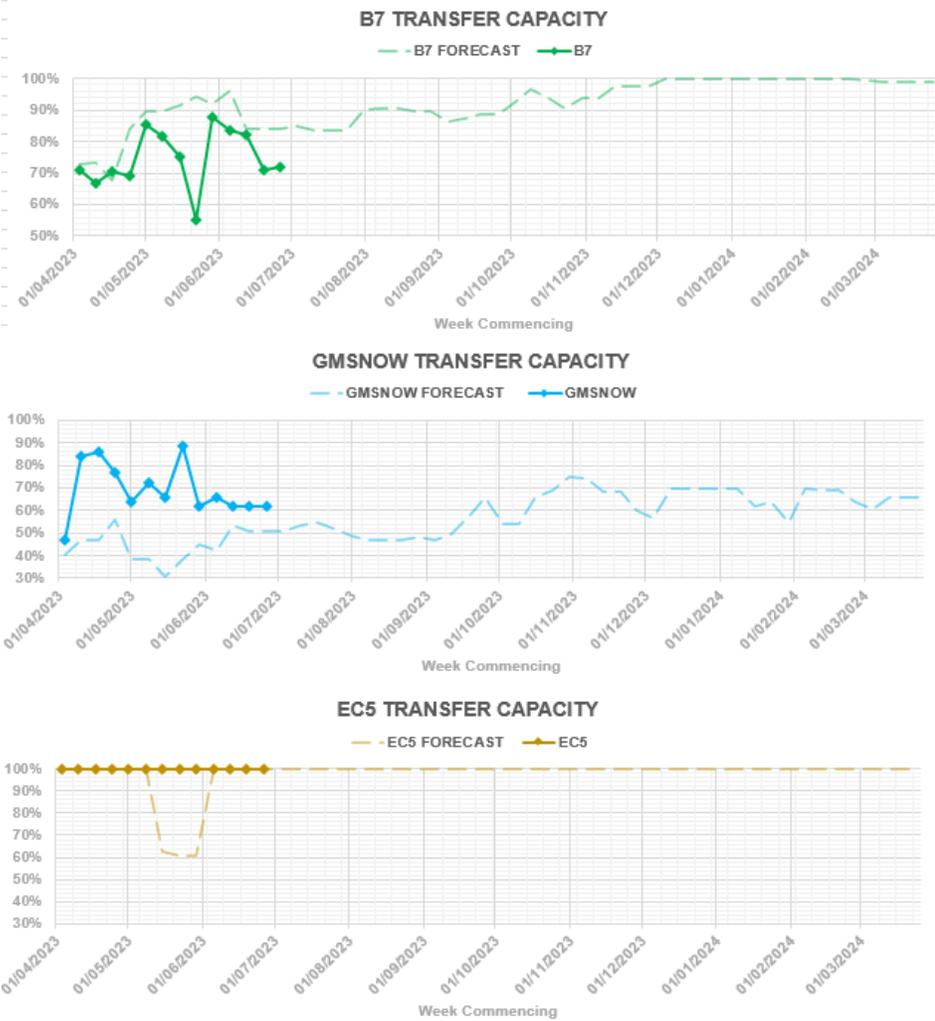 B7 TRANSFER CAPACITY
B7 FORECAST B7
100%
90%
80%
70%
60%
50%
01/04/2023 01/05/2023 01/06/2023 01/07/2023 01/08/2023 01/09/2023 01/10/2023 01/11/2023 01/12/2023 01/01/2024 01/02/2024 01/03/2024
Week Commencing
GMSNOW TRANSFER CAPACITY
GMSNOW FORECAST GMSNOW
100%
90%
80%
70%
60%
50%
40%
30%
01/04/2023 01/05/2023 01/06/2023 01/07/2023 01/08/2023 01/09/2023 01/10/2023 01/11/2023 01/12/2023 01/01/2024 01/02/2024 01/03/2024
Week Commencing
EC5 TRANSFER CAPACITY
EC5 FORECAST EC5
100%
90%
80%
70%
60%
50%
40%
30%
01/04/2023 01/05/2023 01/06/2023 01/07/2023 01/08/2023 01/09/2023 01/10/2023 01/11/2023 01/12/2023 01/01/2024 01/02/2024 01/03/2024
Week Commencing